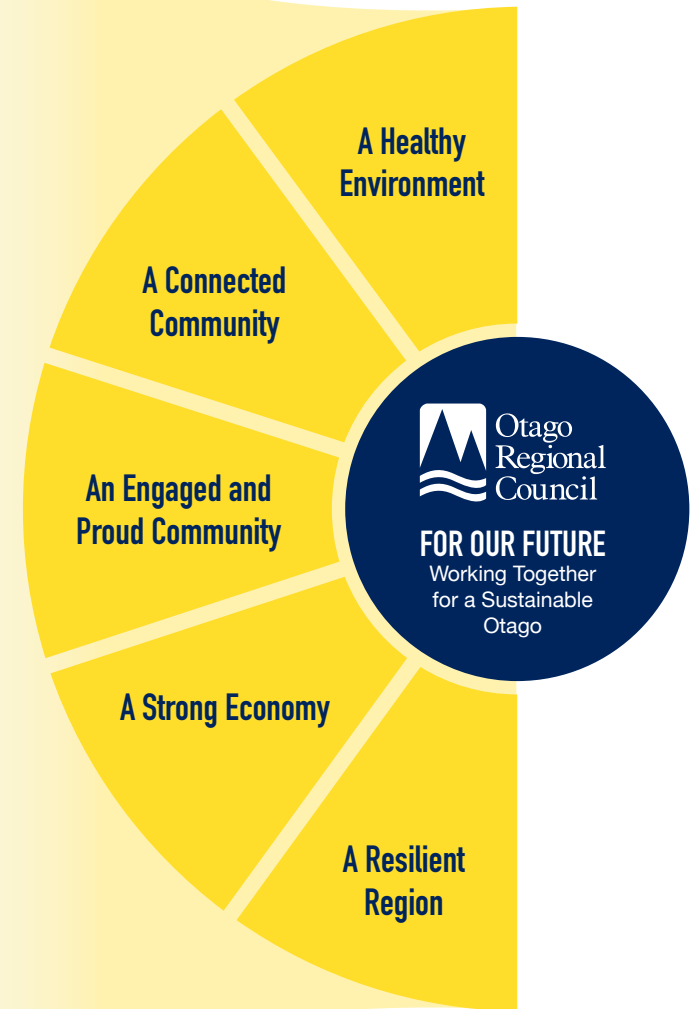 A Healthy
Environment
A Connected
Community
An Engaged and
Proud Community
A Strong Economy
A Resilient
Region
Otago
Regional
Council
FOR OUR FUTURE
Working Together
for a Sustainable
Otago